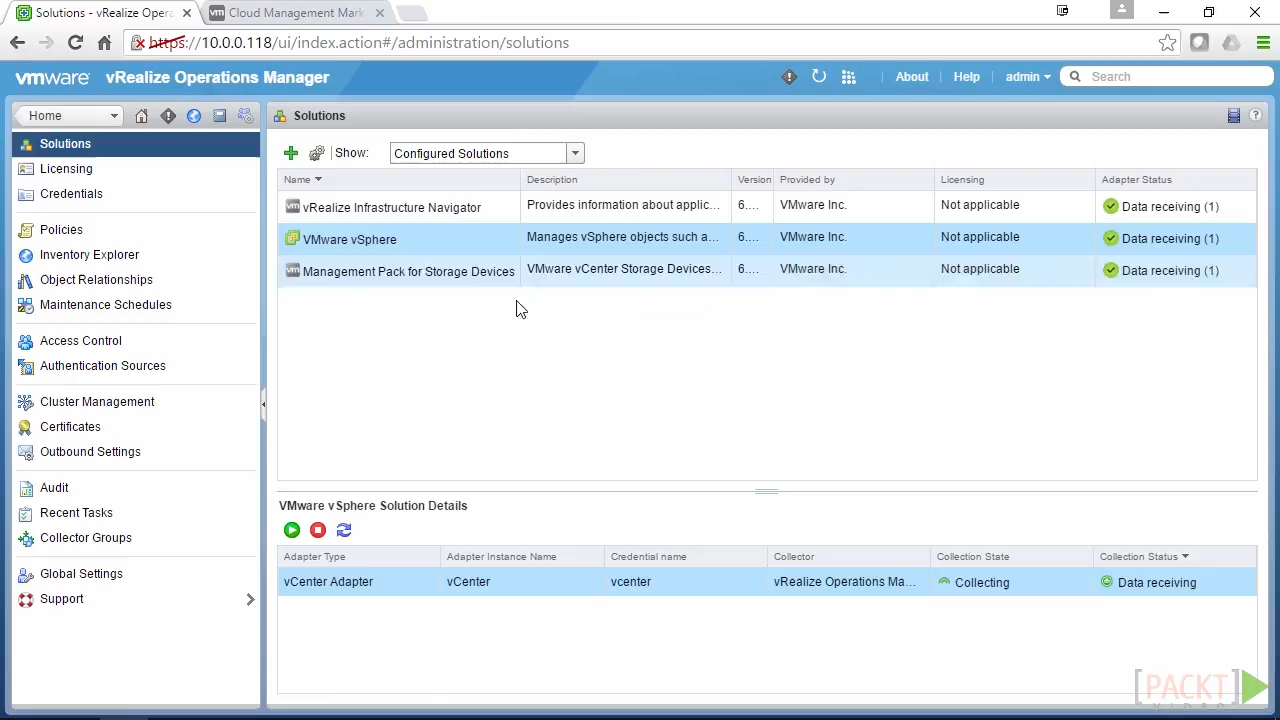 Solutions - vRealize Opera
Cloud Management Mark
https://10.0.0.118/ui/index.action#/administration/solutions
vmware vRealize Operations Manager
About
Help
admin
Search
Home
Solutions
Licensing
Credentials
Policies
Inventory Explorer
Object Relationships
Maintenance Schedules
Access Control
Authentication Sources
Cluster Management
Certificates
Outbound Settings
Audit
Recent Tasks
Collector Groups
Global Settings
Support
Solutions
Show: Configured Solutions
Name Description Version Provided by Licensing Adapter Status
vm vRealize Infrastructure Navigator Provides information about applic... 6.... VMware Inc. Not applicable Data receiving (1)
VMware vSphere Manages vSphere objects such a... 6.... VMware Inc. Not applicable Data receiving (1)
vm Management Pack for Storage Devices VMware vCenter Storage Devices... 6.... VMware Inc. Not applicable Data receiving (1)
VMware vSphere Solution Details
Adapter Type Adapter Instance Name Credential name Collector Collection State Collection Status
vCenter Adapter vCenter vcenter vRealize Operations Ma... Collecting Data receiving
[PACKT]
VIDEO